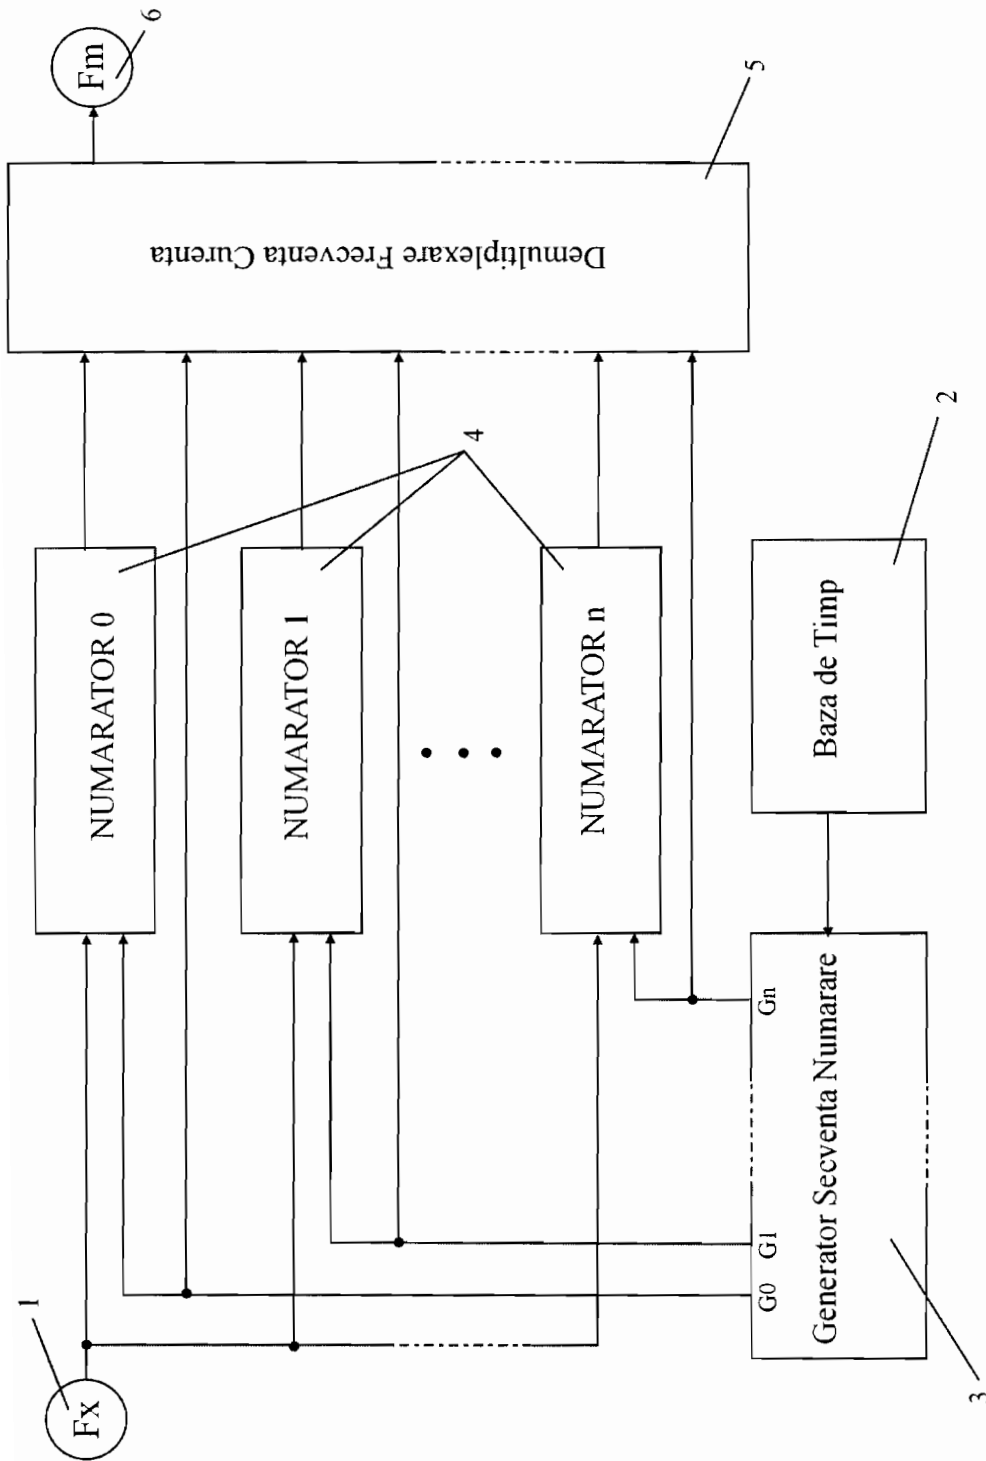 1
Fx
NUMARATOR 0
NUMARATOR 1
NUMARATOR n
4
Demultiplexare Frecventa Curenta
5
Fm
6
G0
G1
Gn
Generator Secventa Numarare
3
Baza de Timp
2